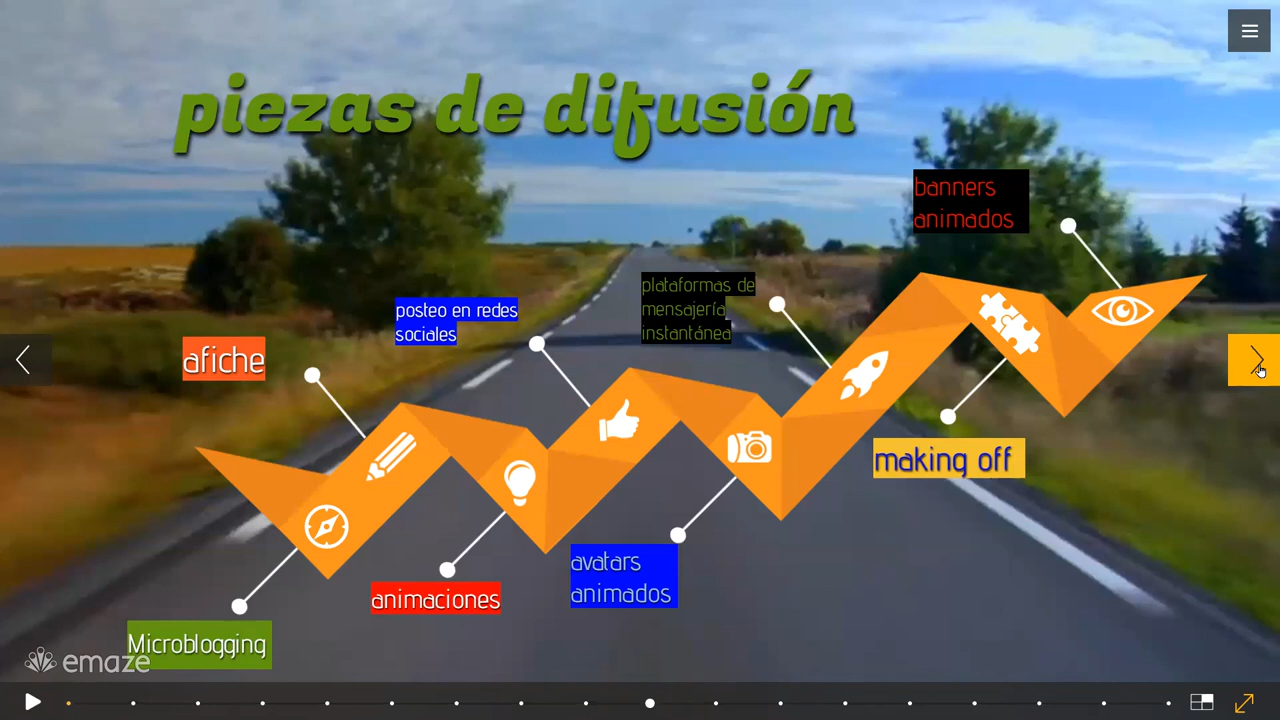 piezas de difusión
banners
animados
plataformas de
mensajería
instantánea
posteo en redes
sociales
afiche
making off
avatars
animados
animaciones
Microblogging
emaze